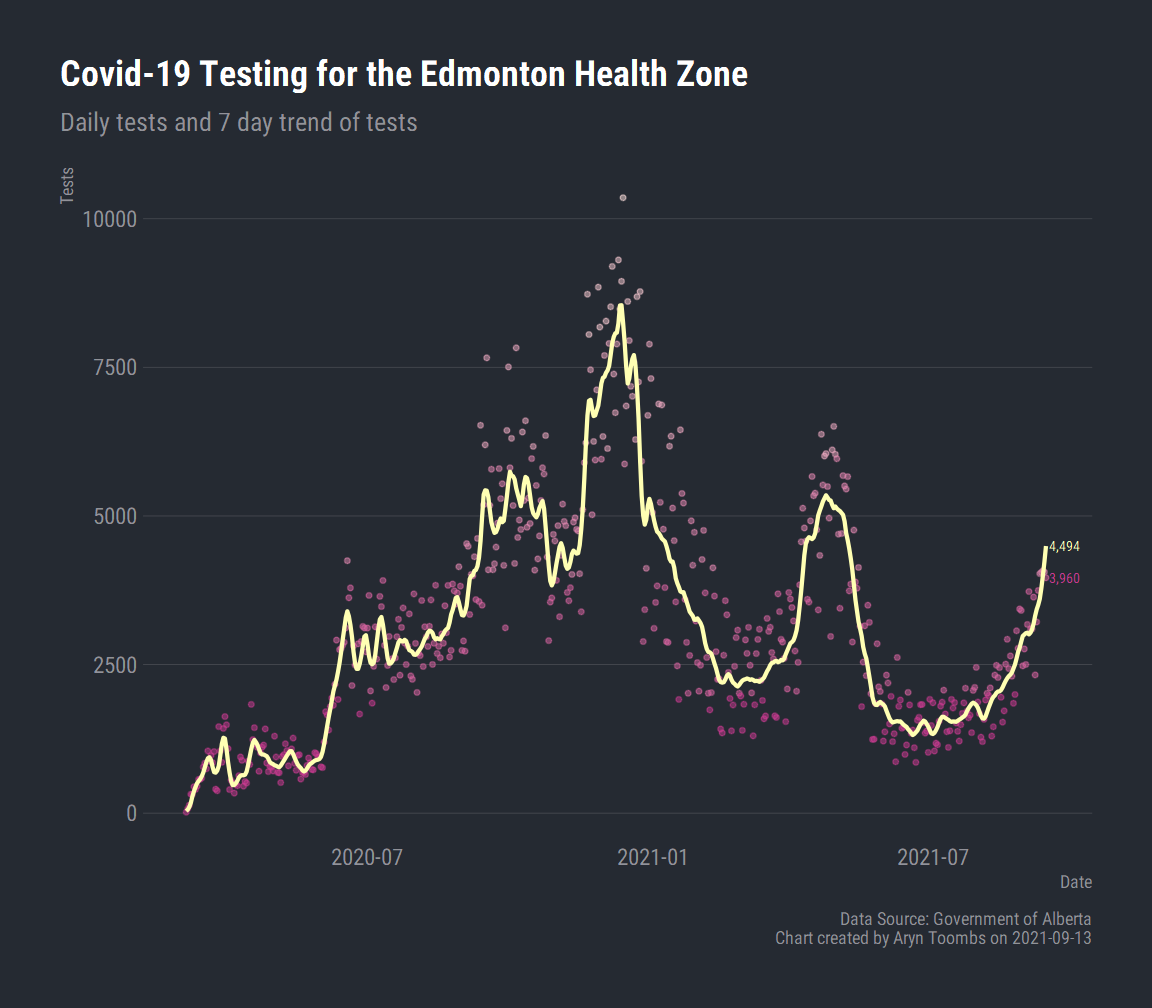 Covid-19 Testing for the Edmonton Health Zone
Daily tests and 7 day trend of tests
Tests
10000
7500
5000
2500
0
4,494
3,960
2020-07
2021-01
2021-07
Date
Data Source: Government of Alberta
Chart created by Aryn Toombs on 2021-09-13